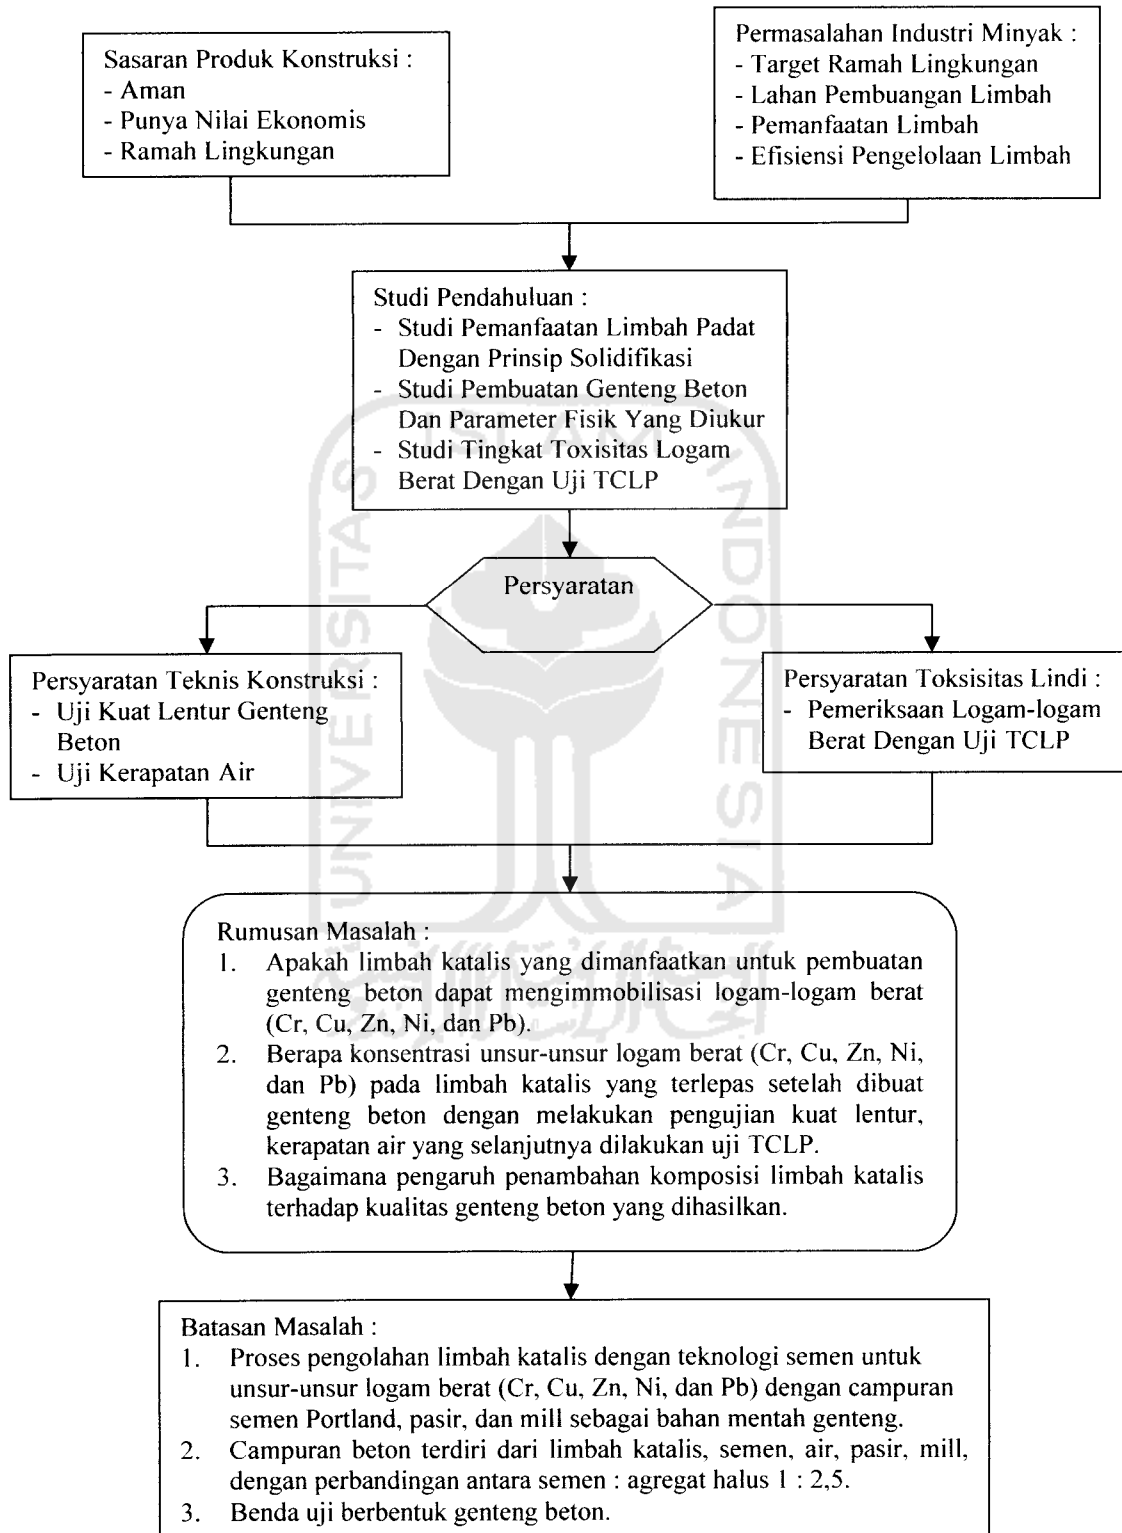 Sasaran Produk Konstruksi :
- Aman
- Punya Nilai Ekonomis
- Ramah Lingkungan
Permasalahan Industri Minyak :
- Target Ramah Lingkungan
- Lahan Pembuangan Limbah
- Pemanfaatan Limbah
- Efisiensi Pengelolaan Limbah
Studi Pendahuluan :
- Studi Pemanfaatan Limbah Padat
Dengan Prinsip Solidifikasi
- Studi Pembuatan Genteng Beton
Dan Parameter Fisik Yang Diukur
- Studi Tingkat Toxisitas Logam
Berat Dengan Uji TCLP
Persyaratan
Persyaratan Teknis Konstruksi :
- Uji Kuat Lentur Genteng
Beton
- Uji Kerapatan Air
Persyaratan Toksisitas Lindi :
- Pemeriksaan Logam-logam
Berat Dengan Uji TCLP
Rumusan Masalah :
1. Apakah limbah katalis yang dimanfaatkan untuk pembuatan
genteng beton dapat mengimmobilisasi logam-logam berat
(Cr, Cu, Zn, Ni, dan Pb).
2. Berapa konsentrasi unsur-unsur logam berat (Cr, Cu, Zn, Ni,
dan Pb) pada limbah katalis yang terlepas setelah dibuat
genteng beton dengan melakukan pengujian kuat lentur,
kerapatan air yang selanjutnya dilakukan uji TCLP.
3. Bagaimana pengaruh penambahan komposisi limbah katalis
terhadap kualitas genteng beton yang dihasilkan.
Batasan Masalah :
1. Proses pengolahan limbah katalis dengan teknologi semen untuk
unsur-unsur logam berat (Cr, Cu, Zn, Ni, dan Pb) dengan campuran
semen Portland, pasir, dan mill sebagai bahan mentah genteng.
2. Campuran beton terdiri dari limbah katalis, semen, air, pasir, mill,
dengan perbandingan antara semen : agregat halus 1 : 2,5.
3. Benda uji berbentuk genteng beton.
UNIVERSITAS
ISLAM
INDONESIA